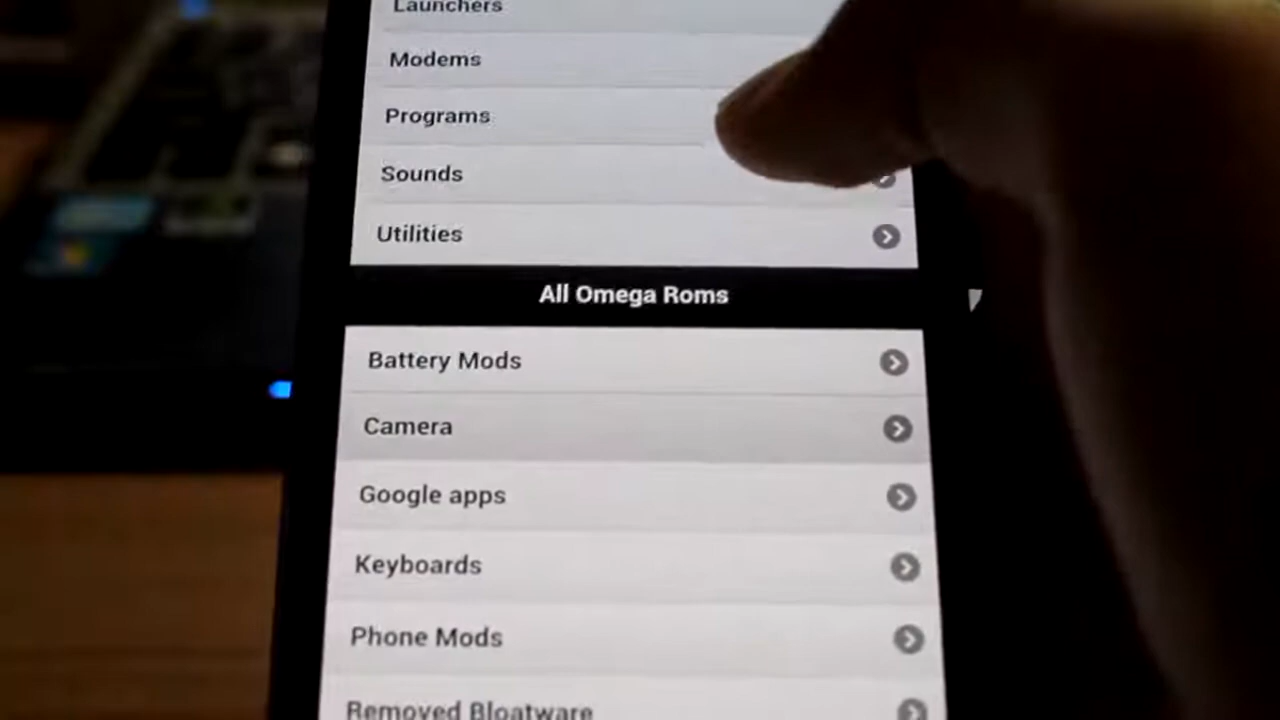 Launchers
Modems
Programs
Sounds
Utilities
All Omega Roms
Battery Mods
Camera
Google apps
Keyboards
Phone Mods
Removed Bloatware